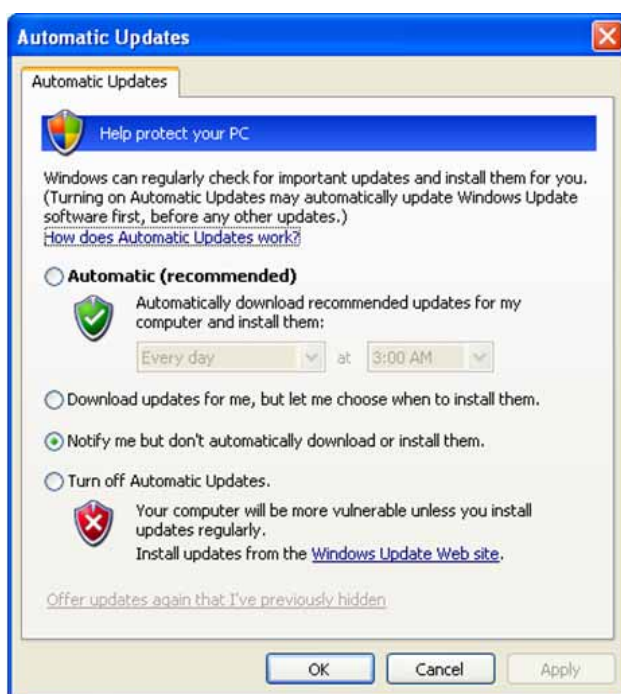 Automatic Updates
Automatic Updates
Help protect your PC
Windows can regularly check for important updates and install them for you.
(Turning on Automatic Updates may automatically update Windows Update
software first, before any other updates.)
How does Automatic Updates work?
Automatic (recommended)
Automatically download recommended updates for my
computer and install them:
Every day at 3:00 AM
Download updates for me, but let me choose when to install them.
Notify me but don't automatically download or install them.
Turn off Automatic Updates.
Your computer will be more vulnerable unless you install
updates regularly.
Install updates from the Windows Update Web site.
Offer updates again that I've previously hidden
OK Cancel Apply